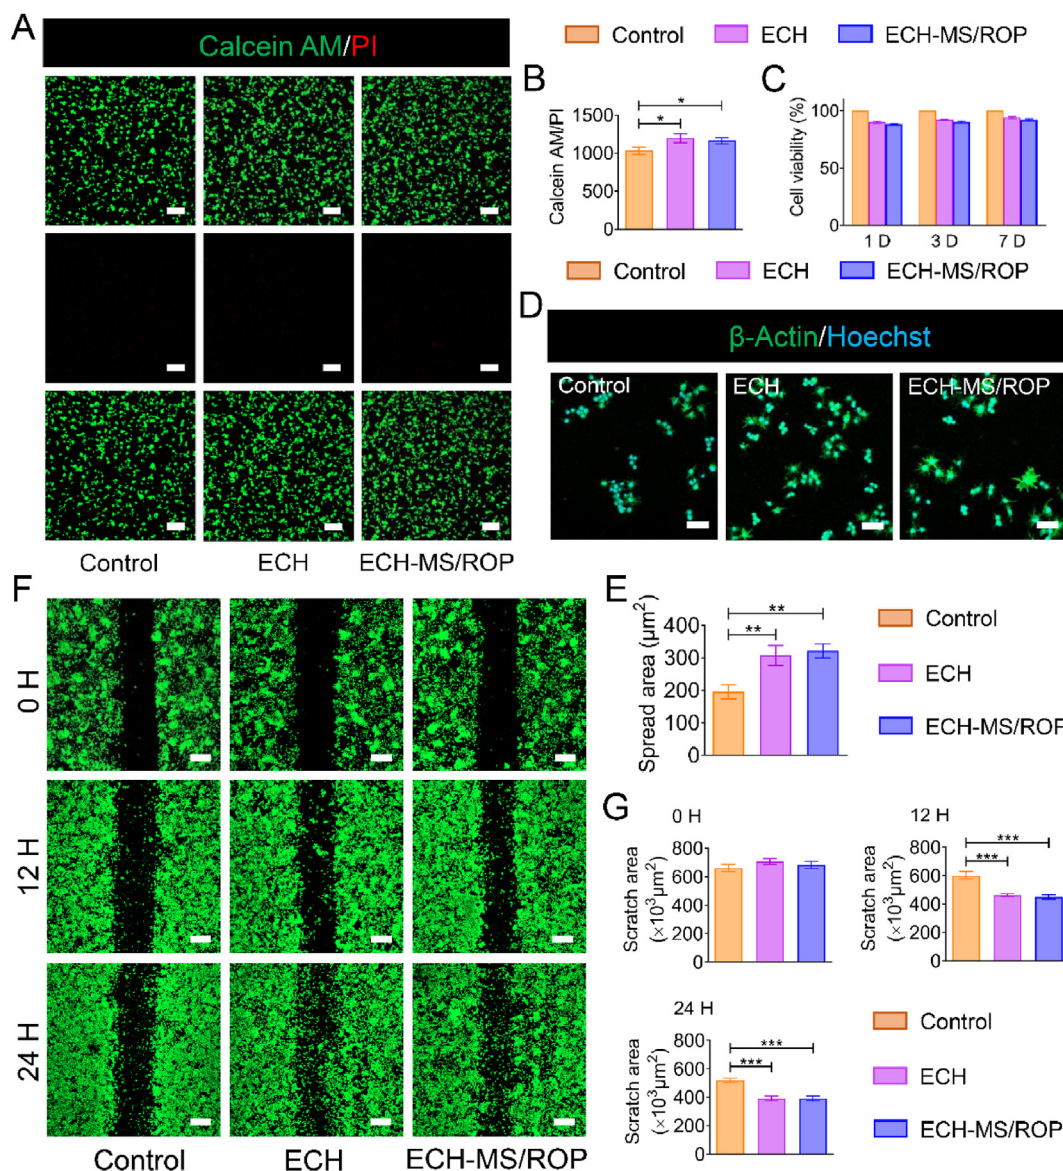 A
Calcein AM/PI
Control
ECH
ECH-MS/ROP
Control
ECH
ECH-MS/ROP
B
Calcein AM/PI
1500
1000
500
0
*
*
C
Cell viability (%)
100
50
0
1 D
3 D
7 D
Control
ECH
ECH-MS/ROP
D
β-Actin/Hoechst
Control
ECH
ECH-MS/ROP
E
Spread area (µm²)
400
300
200
100
0
**
**
Control
ECH
ECH-MS/ROP
F
0 H
12 H
24 H
Control
ECH
ECH-MS/ROP
G
0 H
Scratch area
(×10³µm²)
800
600
400
200
0
12 H
Scratch area
(×10³µm²)
800
600
400
200
0
***
***
24 H
Scratch area
(×10³µm²)
800
600
400
200
0
***
***
Control
ECH
ECH-MS/ROP